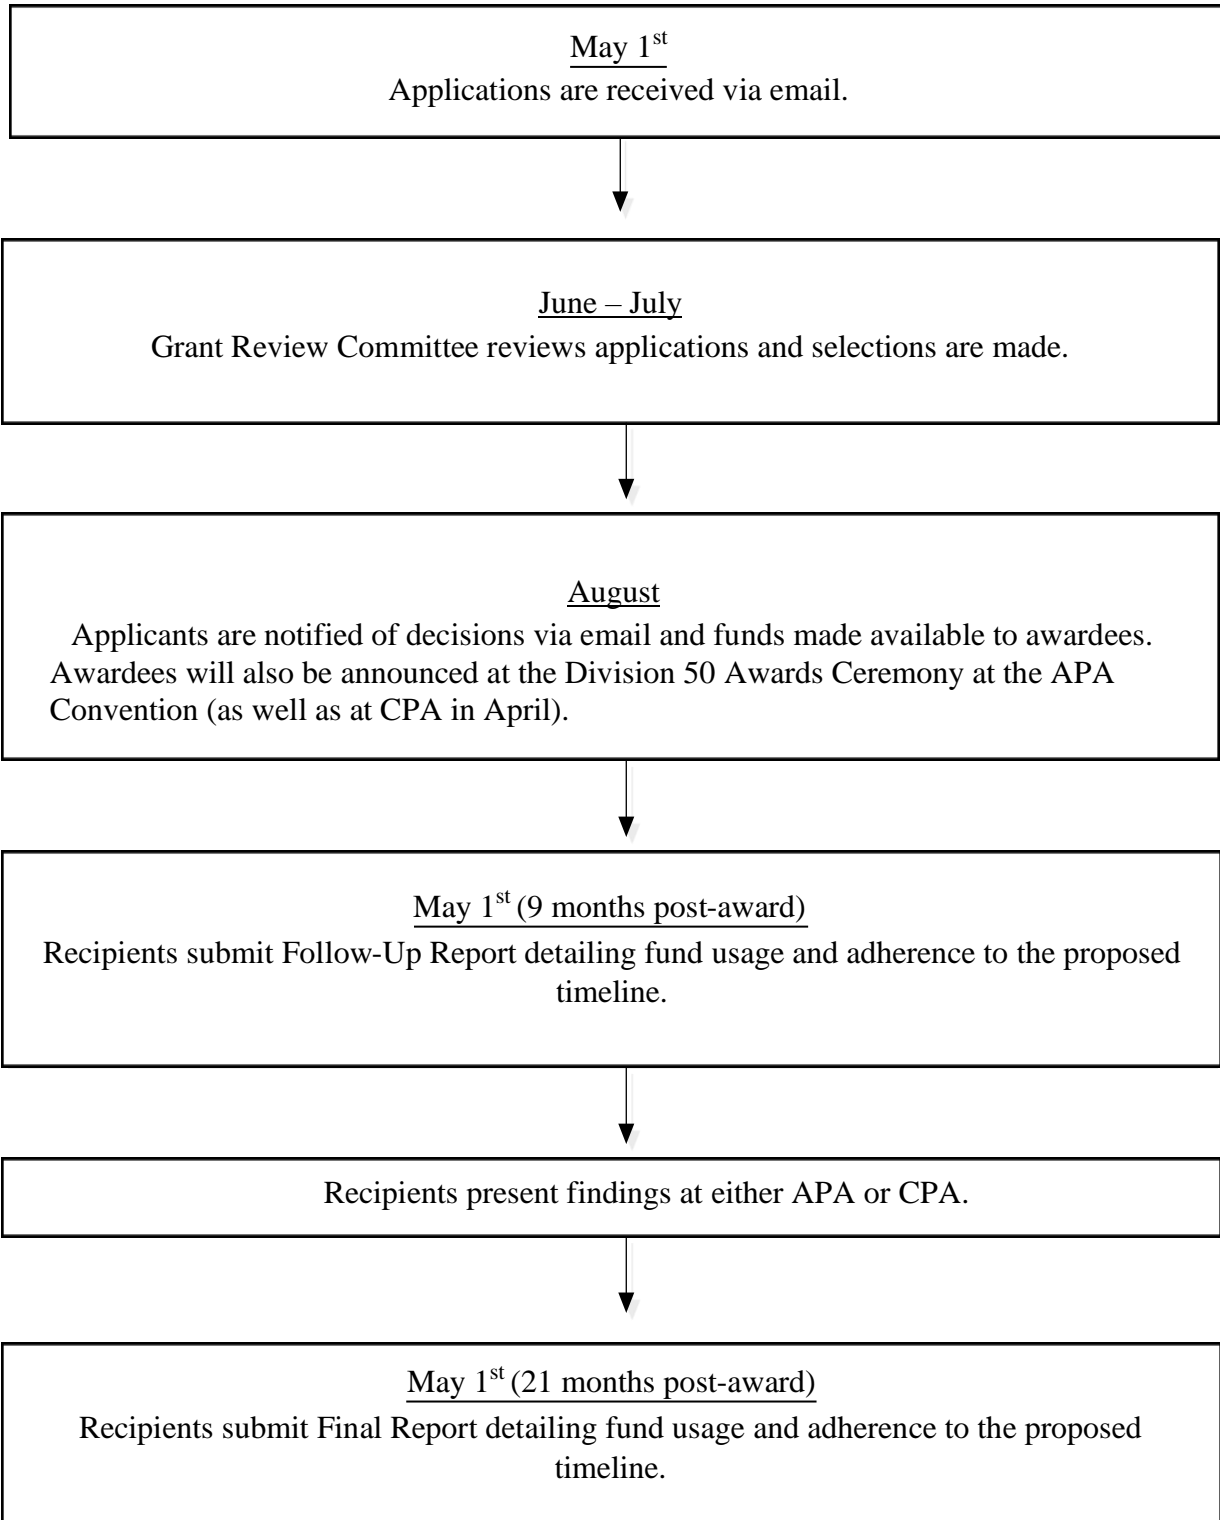 May 1st
Applications are received via email.
June – July
Grant Review Committee reviews applications and selections are made.
August
Applicants are notified of decisions via email and funds made available to awardees.
Awardees will also be announced at the Division 50 Awards Ceremony at the APA
Convention (as well as at CPA in April).
May 1st (9 months post-award)
Recipients submit Follow-Up Report detailing fund usage and adherence to the proposed
timeline.
Recipients present findings at either APA or CPA.
May 1st (21 months post-award)
Recipients submit Final Report detailing fund usage and adherence to the proposed
timeline.